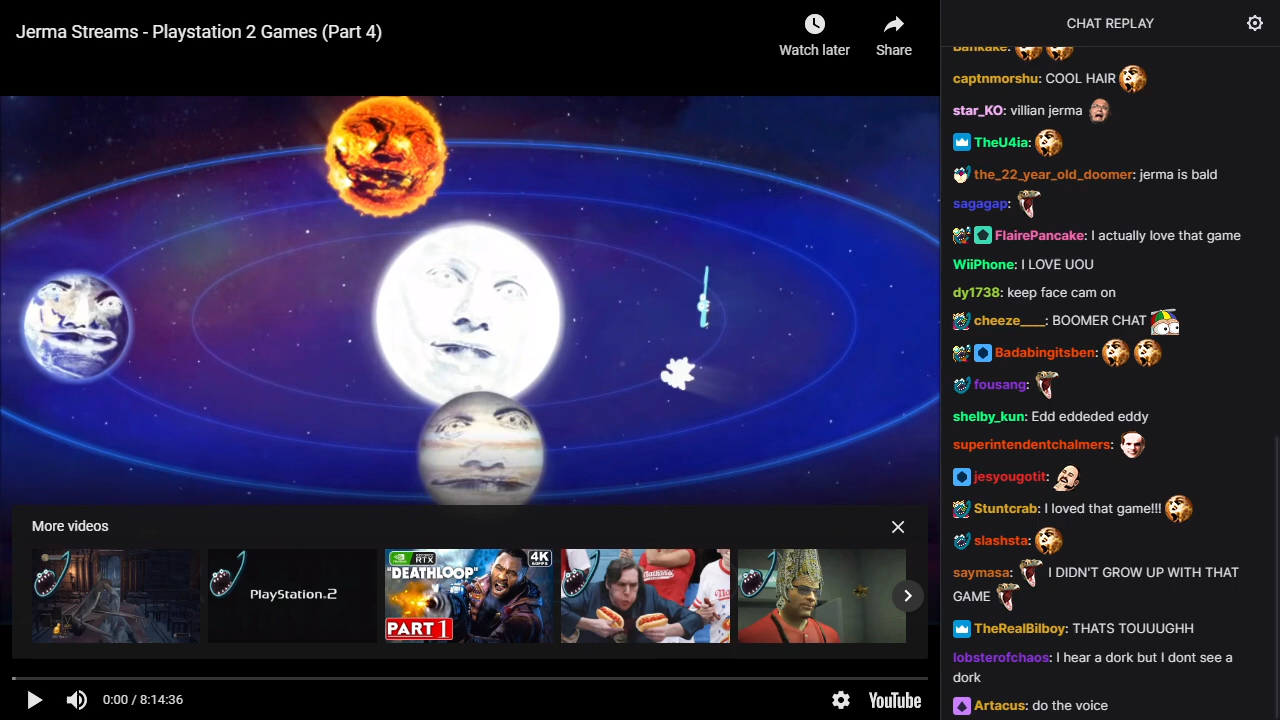 Jerma Streams - Playstation 2 Games (Part 4)
Watch later
Share
More videos
PlayStation.2
NVIDIA
GEFORCE
RTX
4K
60FPS
"DEATHLOOP"
PART 1
0:00 / 8:14:36
YouTube
CHAT REPLAY
Bankake:
captnmorshu: COOL HAIR
star_KO: villian jerma
TheU4ia:
the_22_year_old_doomer: jerma is bald
sagagap:
FlairePancake: I actually love that game
WiiPhone: I LOVE UOU
dy1738: keep face cam on
cheeze____: BOOMER CHAT
Badabingitsben:
fousang:
shelby_kun: Edd eddeded eddy
superintendentchalmers:
jesyougotit:
Stuntcrab: I loved that game!!!
slashsta:
saymasa: I DIDN'T GROW UP WITH THAT
GAME
TheRealBilboy: THATS TOUUUGHH
lobsterofchaos: I hear a dork but I dont see a
dork
Artacus: do the voice